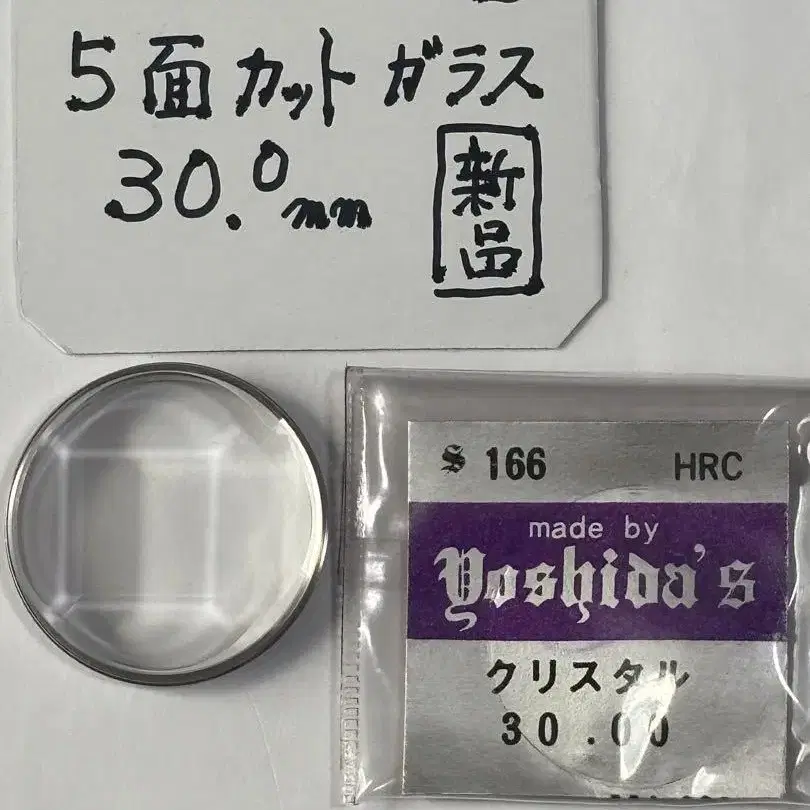 5面カットガラス
30.0mm
新品
S 166 HRC
made by
Yoshida's
クリスタル
30.00